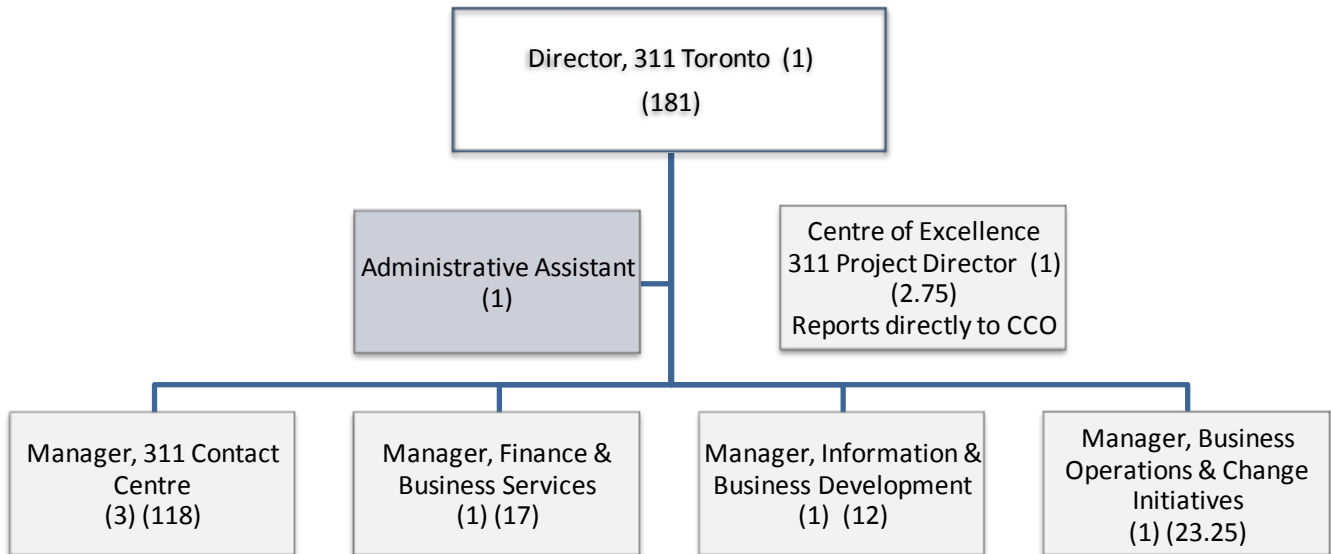 Director, 311 Toronto (1)
(181)
Administrative Assistant
(1)
Centre of Excellence
311 Project Director (1)
(2.75)
Reports directly to CCO
Manager, 311 Contact
Centre
(3) (118)
Manager, Finance &
Business Services
(1) (17)
Manager, Information &
Business Development
(1) (12)
Manager, Business
Operations & Change
Initiatives
(1) (23.25)